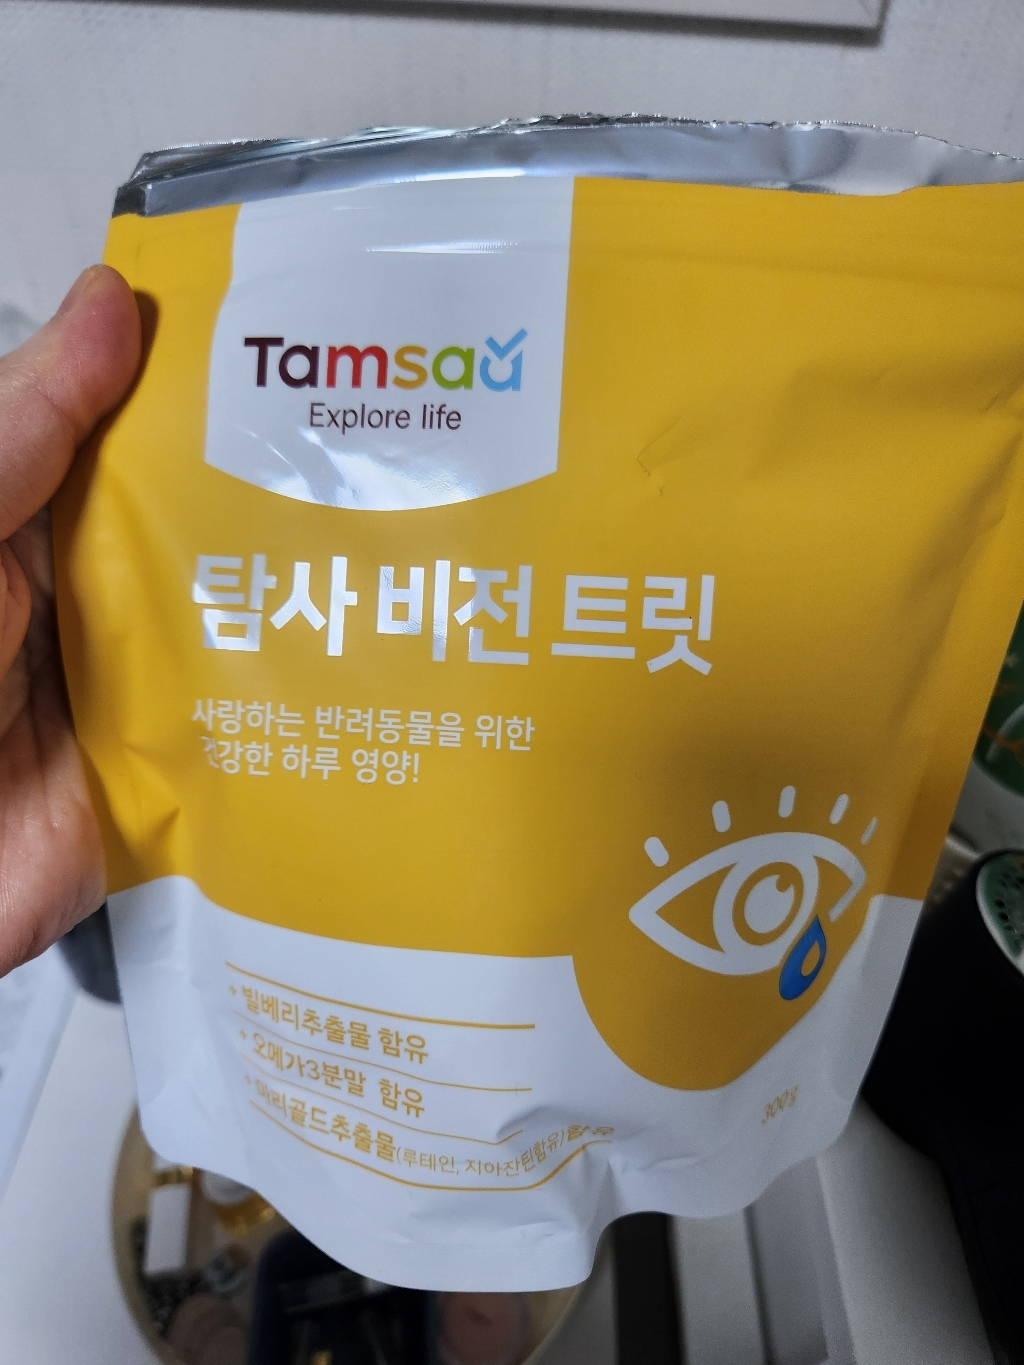 Tamsaa
Explore life
탐사 비전 트릿
사랑하는 반려동물을 위한
건강한 하루 영양!
+ 빌베리추출물 함유
+ 오메가3분말 함유
+ 마리골드추출물(루테인, 지아잔틴함유)함유
300g